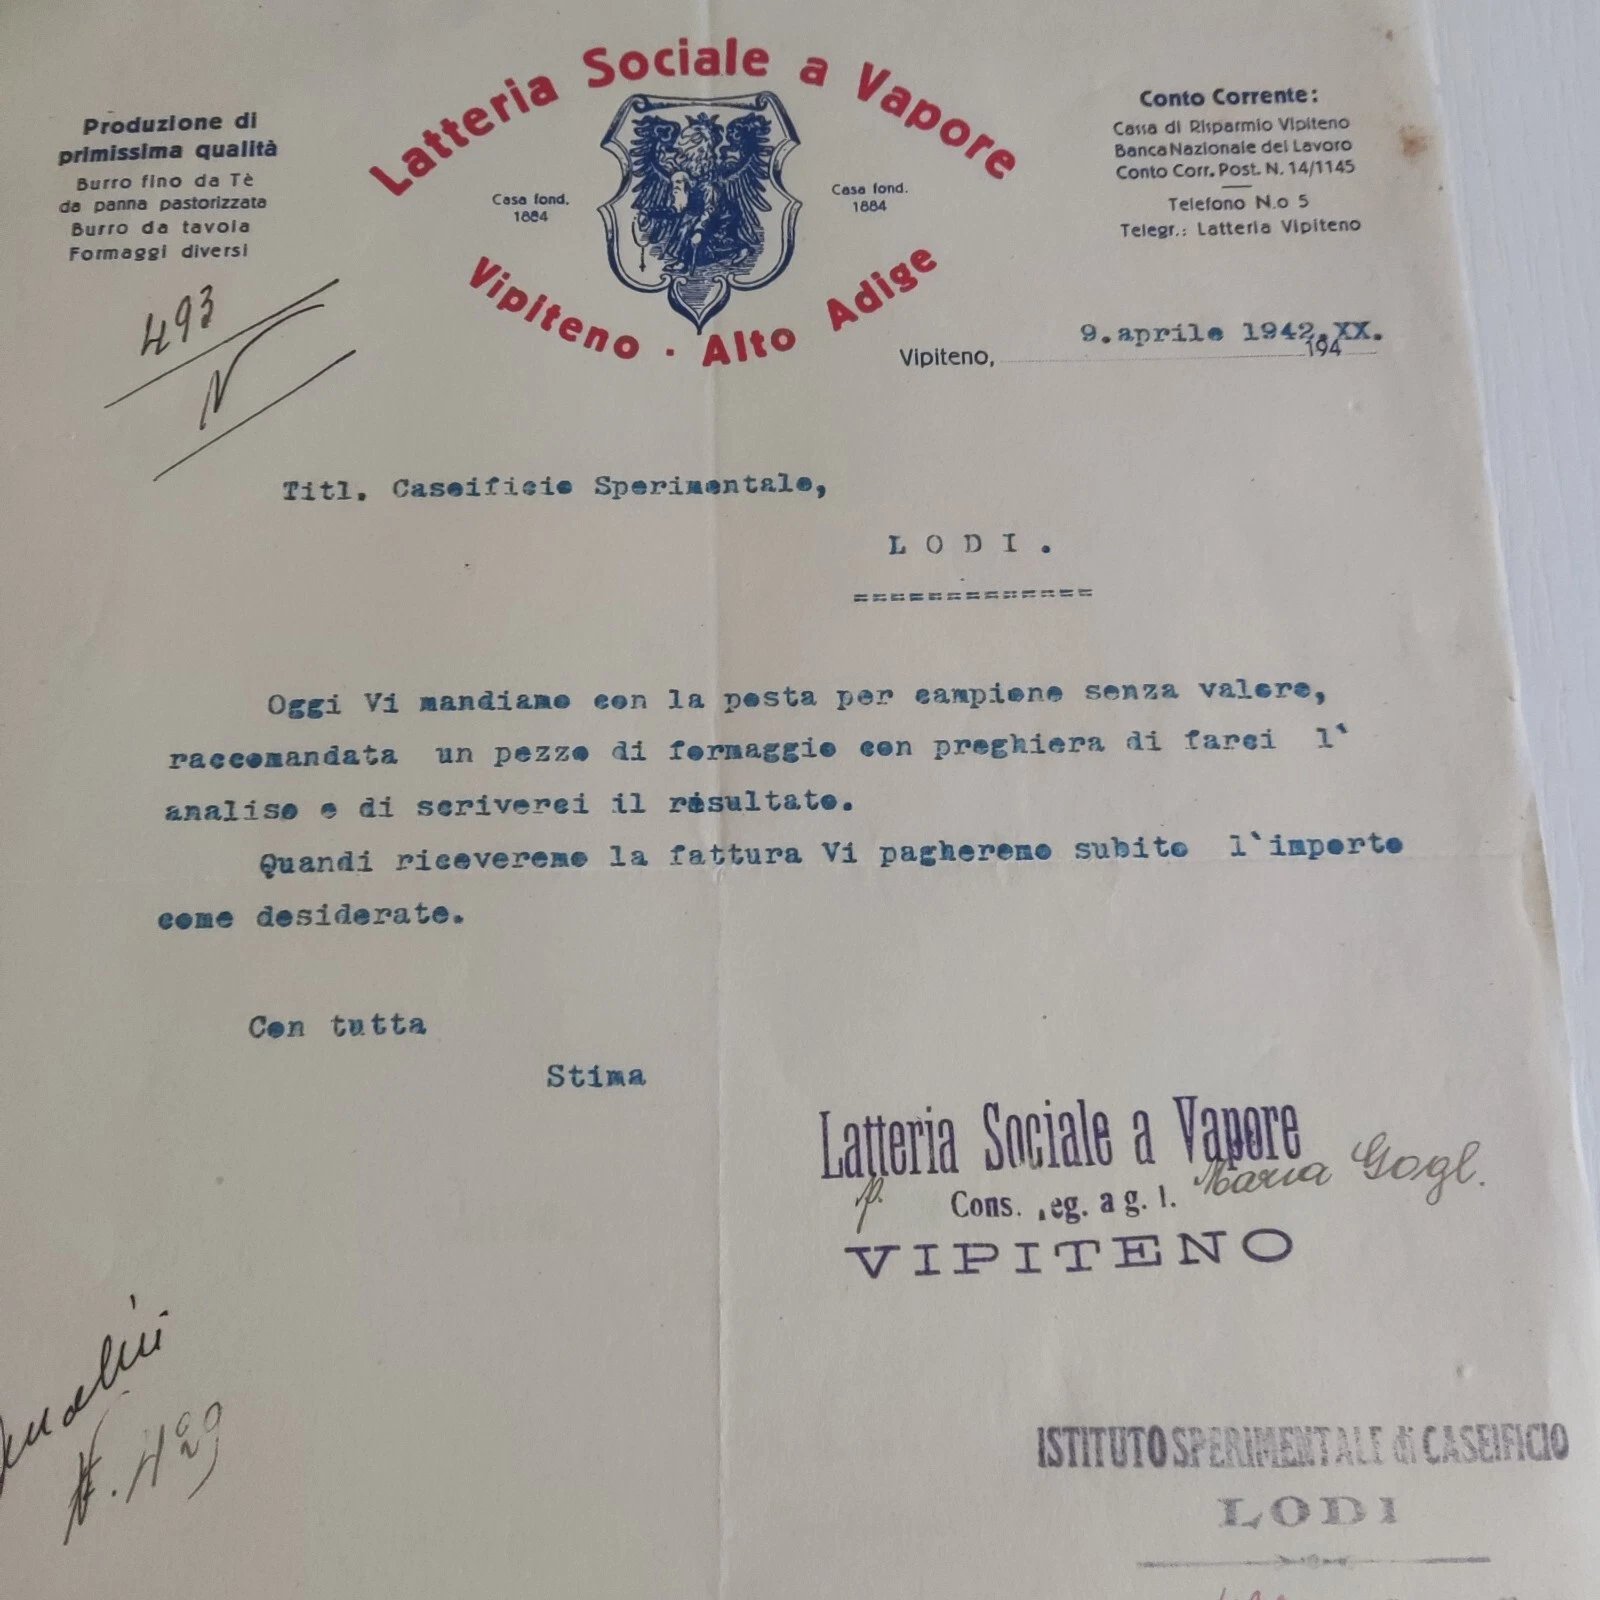 Latteria Sociale a Vapore
Casa fond. 1884
Casa fond. 1884
Vipiteno · Alto Adige
Produzione di
primissima qualità
Burro fino da Tè
da panna pastorizzata
Burro da tavola
Formaggi diversi
Conto Corrente:
Cassa di Risparmio Vipiteno
Banca Nazionale del Lavoro
Conto Corr. Post. N. 14/1145
Telefono N.o 5
Telegr.: Latteria Vipiteno
493
N
Vipiteno, 9.aprile 1942.XX. 194
Titl. Caseificio Sperimentale,
LODI.
=============
Oggi Vi mandiamo con la posta per campione senza valore,
raccomandata un pezzo di formaggio con preghiera di farci l`
analise e di scriverci il risultato.
Quandi riceveremo la fattura Vi pagheremo subito l`importo
come desiderate.
Con tutta
Stima
Latteria Sociale a Vapore
p. Cons. eg. a g. l. Maria Gogl.
VIPITENO
N. 429
ISTITUTO SPERIMENTALE di CASEIFICIO
LODI